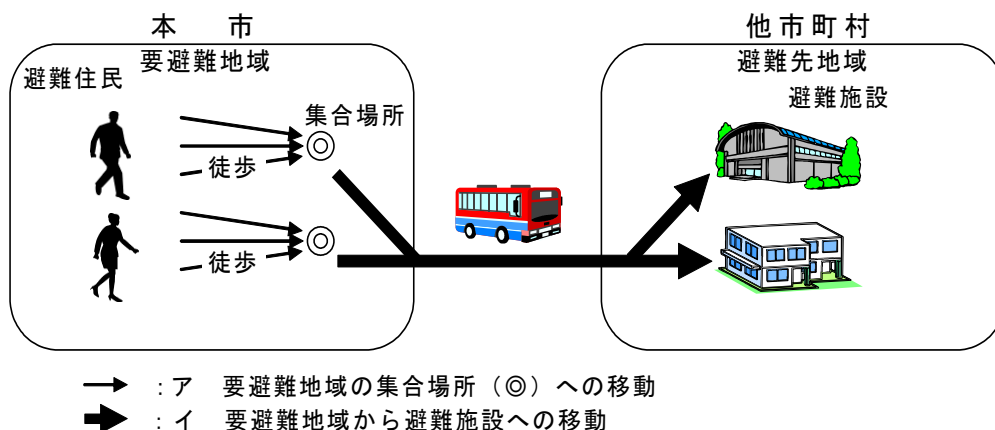 本　市
他市町村
要避難地域
避難先地域
避難住民
避難施設
集合場所
◎
徒歩
◎
徒歩
：ア　要避難地域の集合場所（◎）への移動
：イ　要避難地域から避難施設への移動